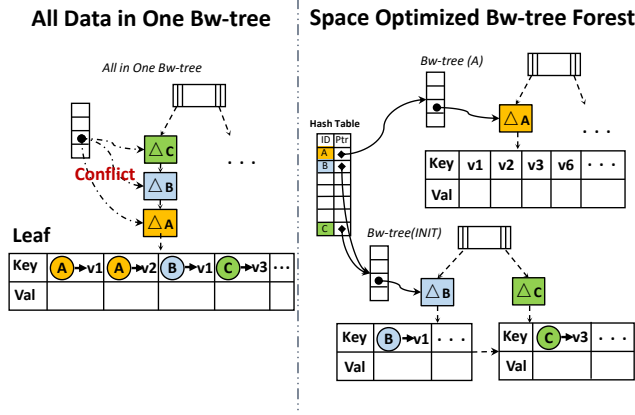 All Data in One Bw-tree
All in One Bw-tree
△C
Conflict
△B
△A
. . .
Leaf
Key A→v1 A→v2 B→v1 C→v3 ...
Val
Space Optimized Bw-tree Forest
Bw-tree (A)
Hash Table
ID Ptr
A
B
C
△A
. . .
Key v1 v2 v3 v6 . . .
Val
Bw-tree(INIT)
△B
△C
Key B→v1 . . .
Val
Key C→v3 . . .
Val